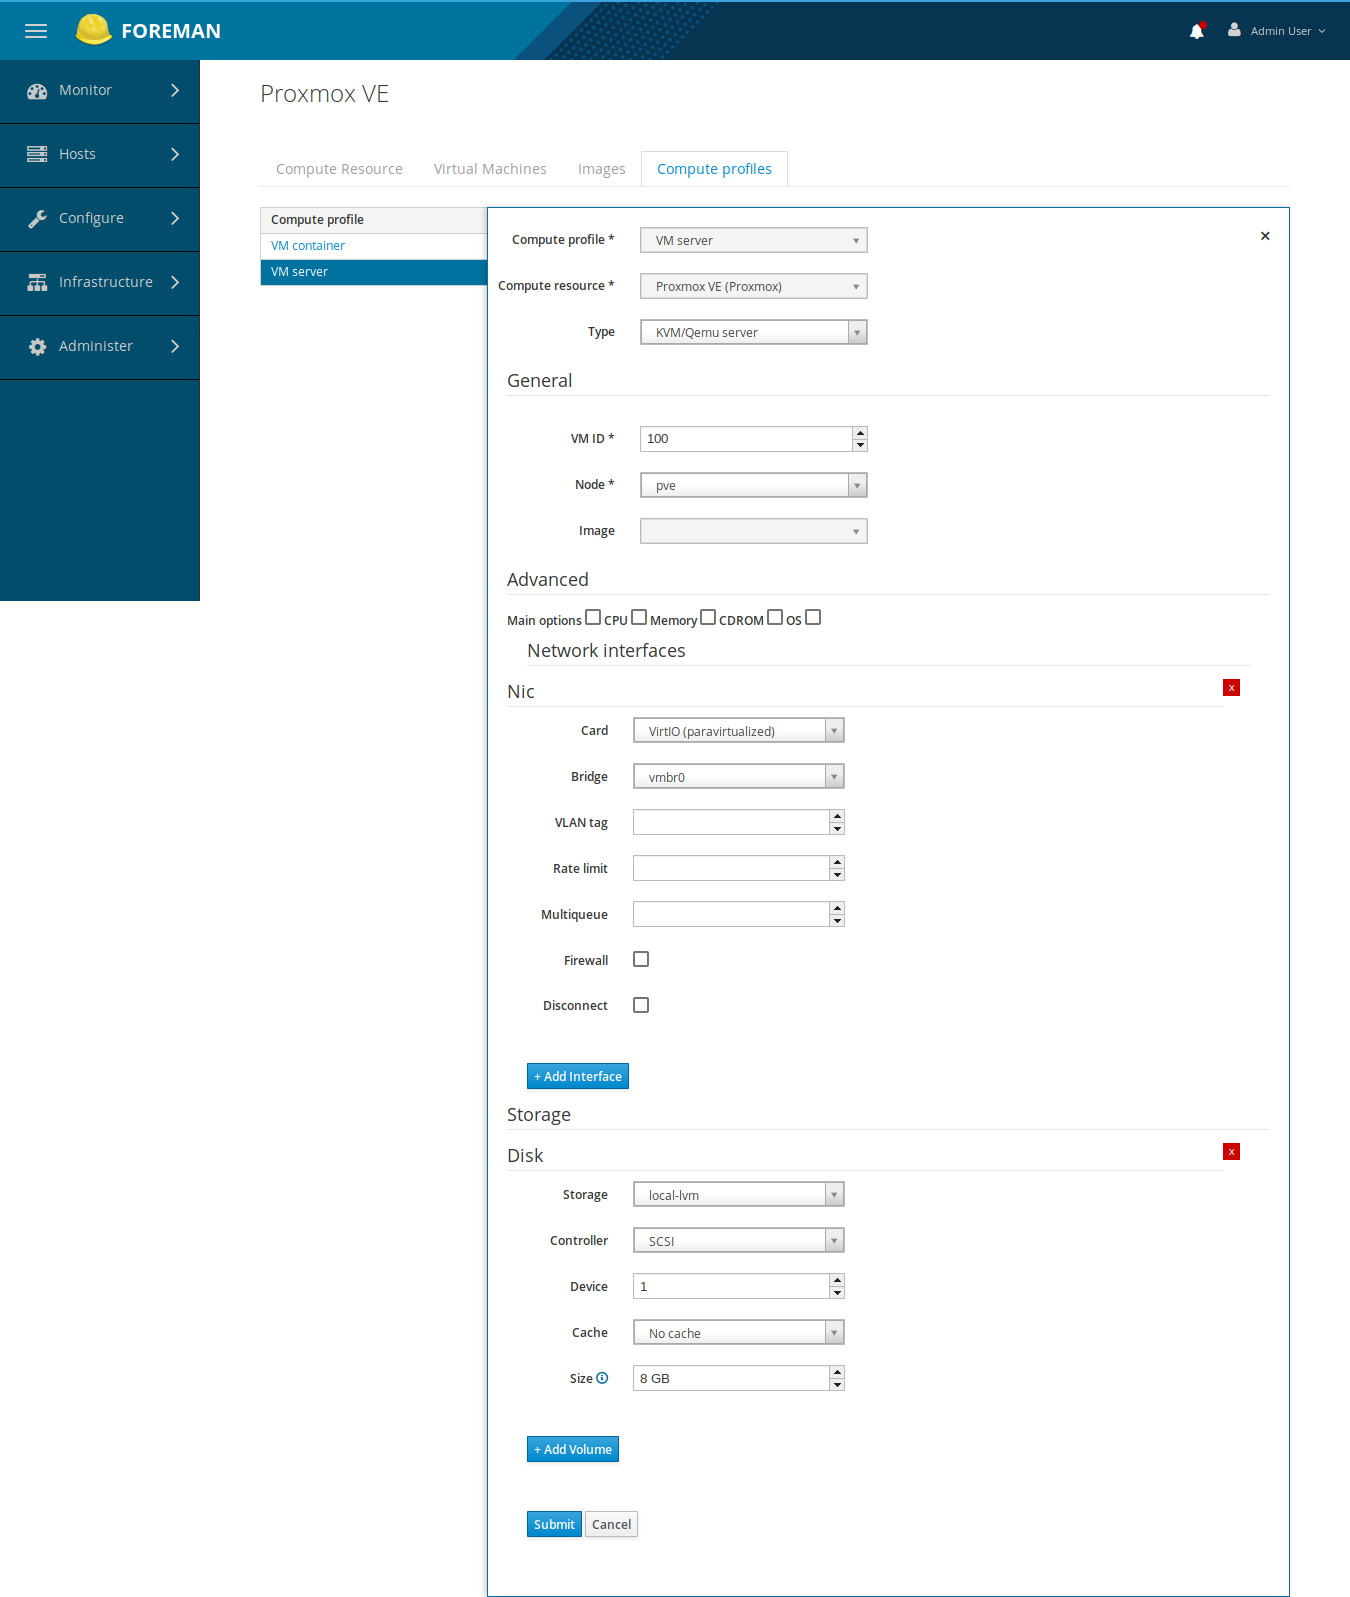 FOREMAN
Admin User
Monitor
Hosts
Configure
Infrastructure
Administer
Proxmox VE
Compute Resource Virtual Machines Images Compute profiles
Compute profile
VM container
VM server
×
Compute profile * VM server
Compute resource * Proxmox VE (Proxmox)
Type KVM/Qemu server
General
VM ID * 100
Node * pve
Image
Advanced
Main options CPU Memory CDROM OS
Network interfaces
Nic x
Card VirtIO (paravirtualized)
Bridge vmbr0
VLAN tag
Rate limit
Multiqueue
Firewall
Disconnect
+ Add Interface
Storage
Disk x
Storage local-lvm
Controller SCSI
Device 1
Cache No cache
Size 8 GB
+ Add Volume
Submit Cancel